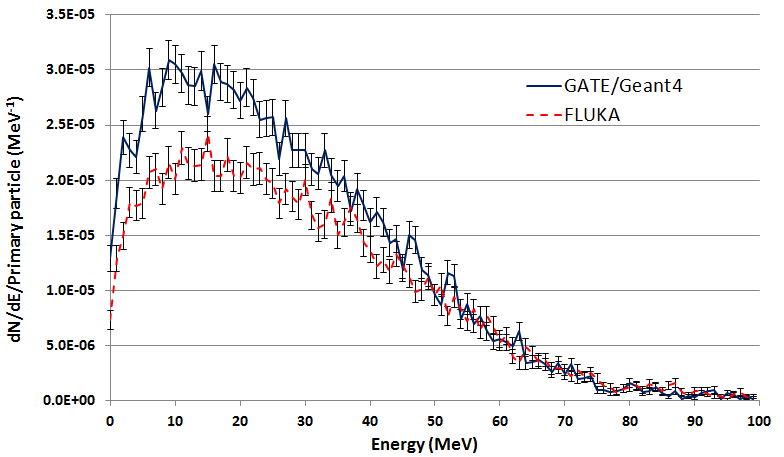 dN/dE/Primary particle (MeV-1)
3.5E-05
3.0E-05
2.5E-05
2.0E-05
1.5E-05
1.0E-05
5.0E-06
0.0E+00
GATE/Geant4
FLUKA
0 10 20 30 40 50 60 70 80 90 100
Energy (MeV)